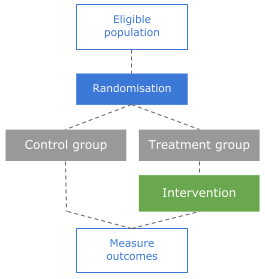 Eligible
population
Randomisation
Control group
Treatment group
Intervention
Measure
outcomes